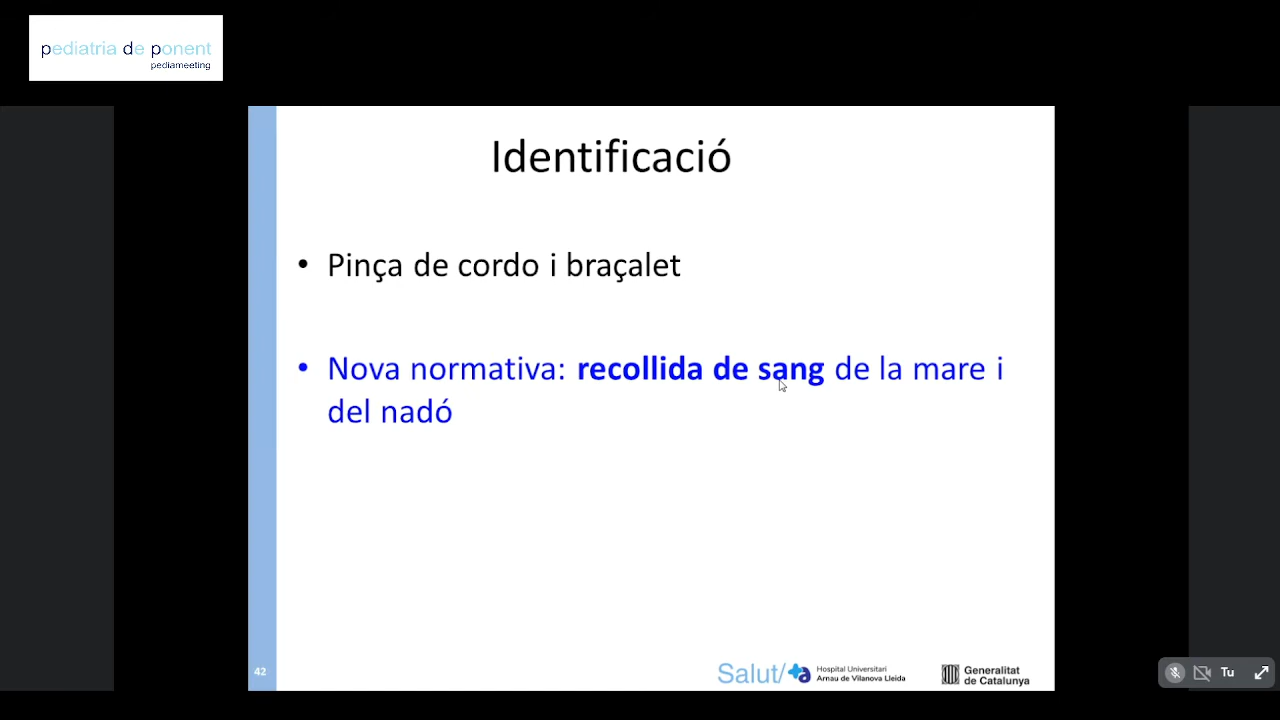 pediatria de ponent
pediameeting
Identificació
• Pinça de cordo i braçalet
• Nova normativa: recollida de sang de la mare i
del nadó
42
Salut/
Hospital Universitari
Arnau de Vilanova Lleida
Generalitat
de Catalunya
Tu